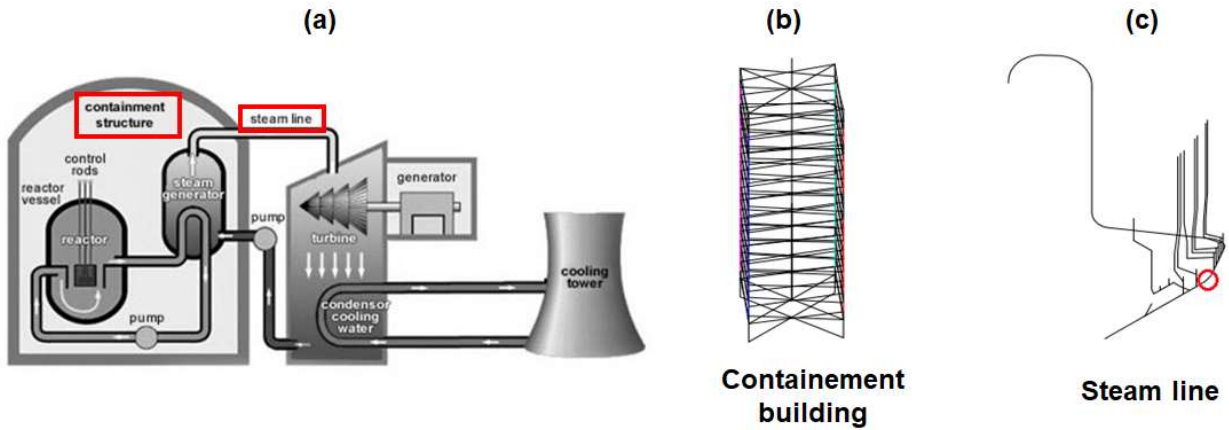 (a)
(b)
(c)
containment
structure
steam line
control
rods
reactor
vessel
steam
generator
reactor
pump
pump
generator
turbine
condensor
cooling
water
cooling
tower
Containement
building
Steam line